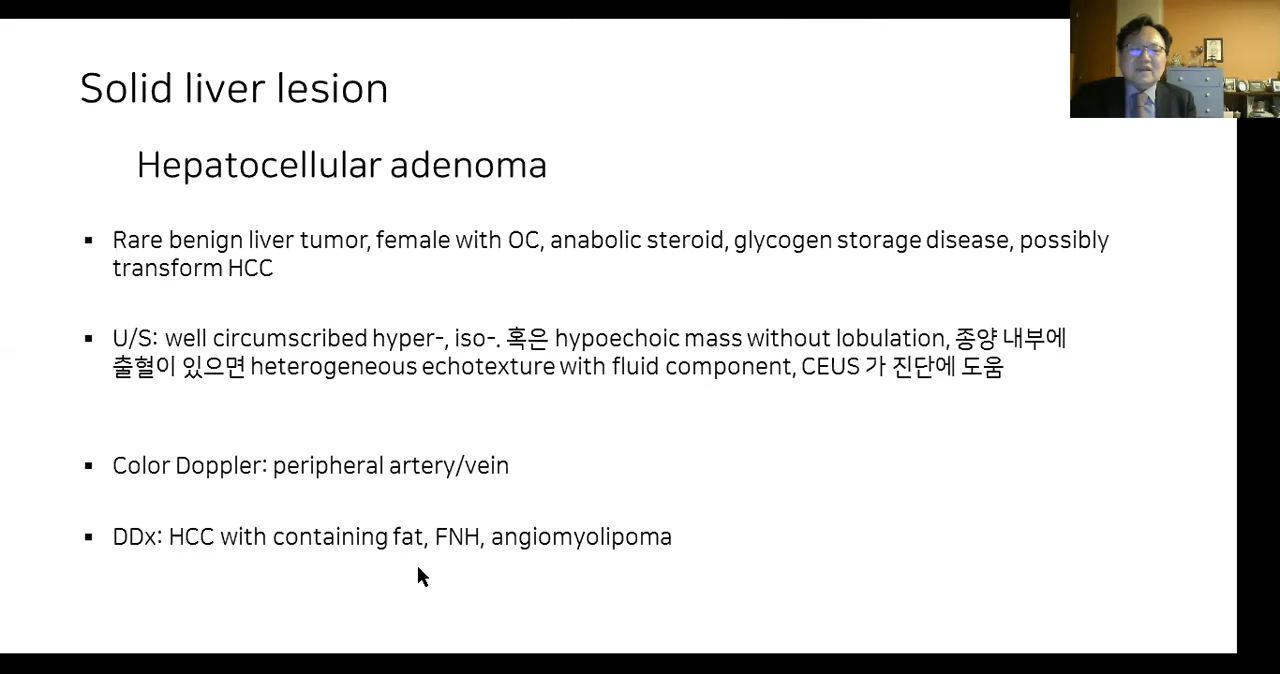 Solid liver lesion
Hepatocellular adenoma
▪ Rare benign liver tumor, female with OC, anabolic steroid, glycogen storage disease, possibly
transform HCC
▪ U/S: well circumscribed hyper-, iso-. 혹은 hypoechoic mass without lobulation, 종양 내부에
출혈이 있으면 heterogeneous echotexture with fluid component, CEUS 가 진단에 도움
▪ Color Doppler: peripheral artery/vein
▪ DDx: HCC with containing fat, FNH, angiomyolipoma